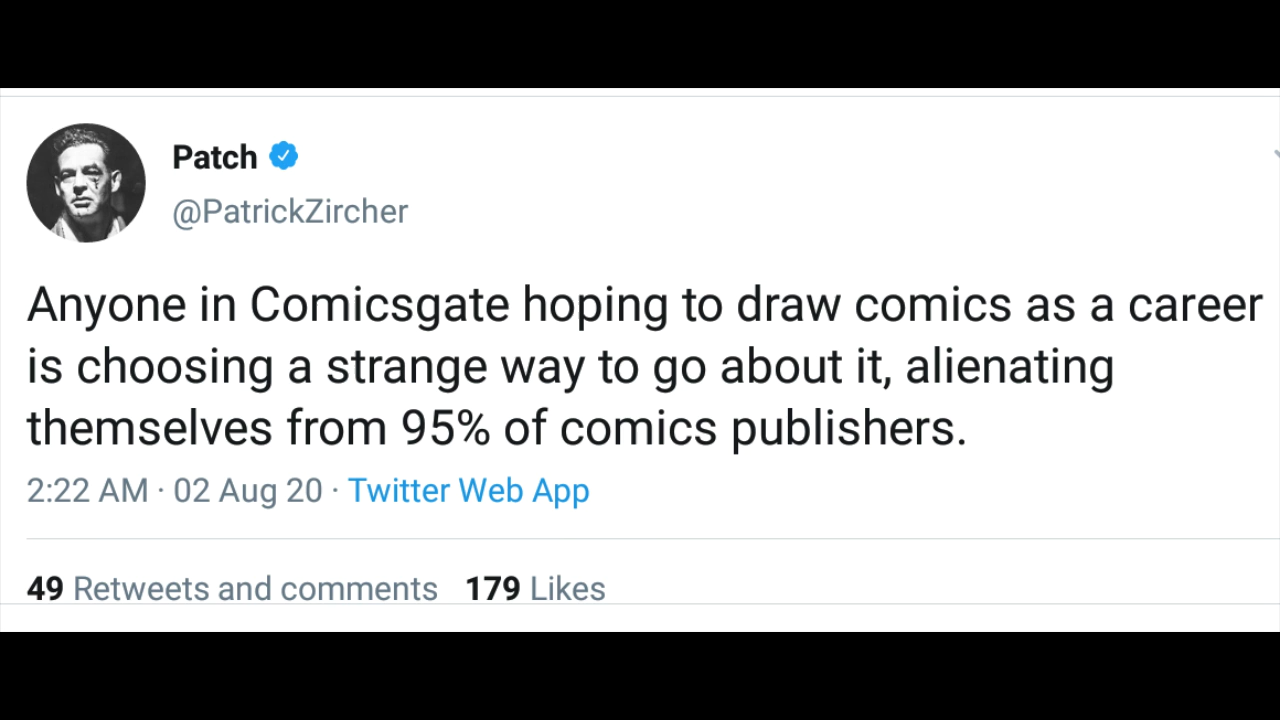 Patch
@PatrickZircher
Anyone in Comicsgate hoping to draw comics as a career
is choosing a strange way to go about it, alienating
themselves from 95% of comics publishers.
2:22 AM · 02 Aug 20 · Twitter Web App
49 Retweets and comments 179 Likes